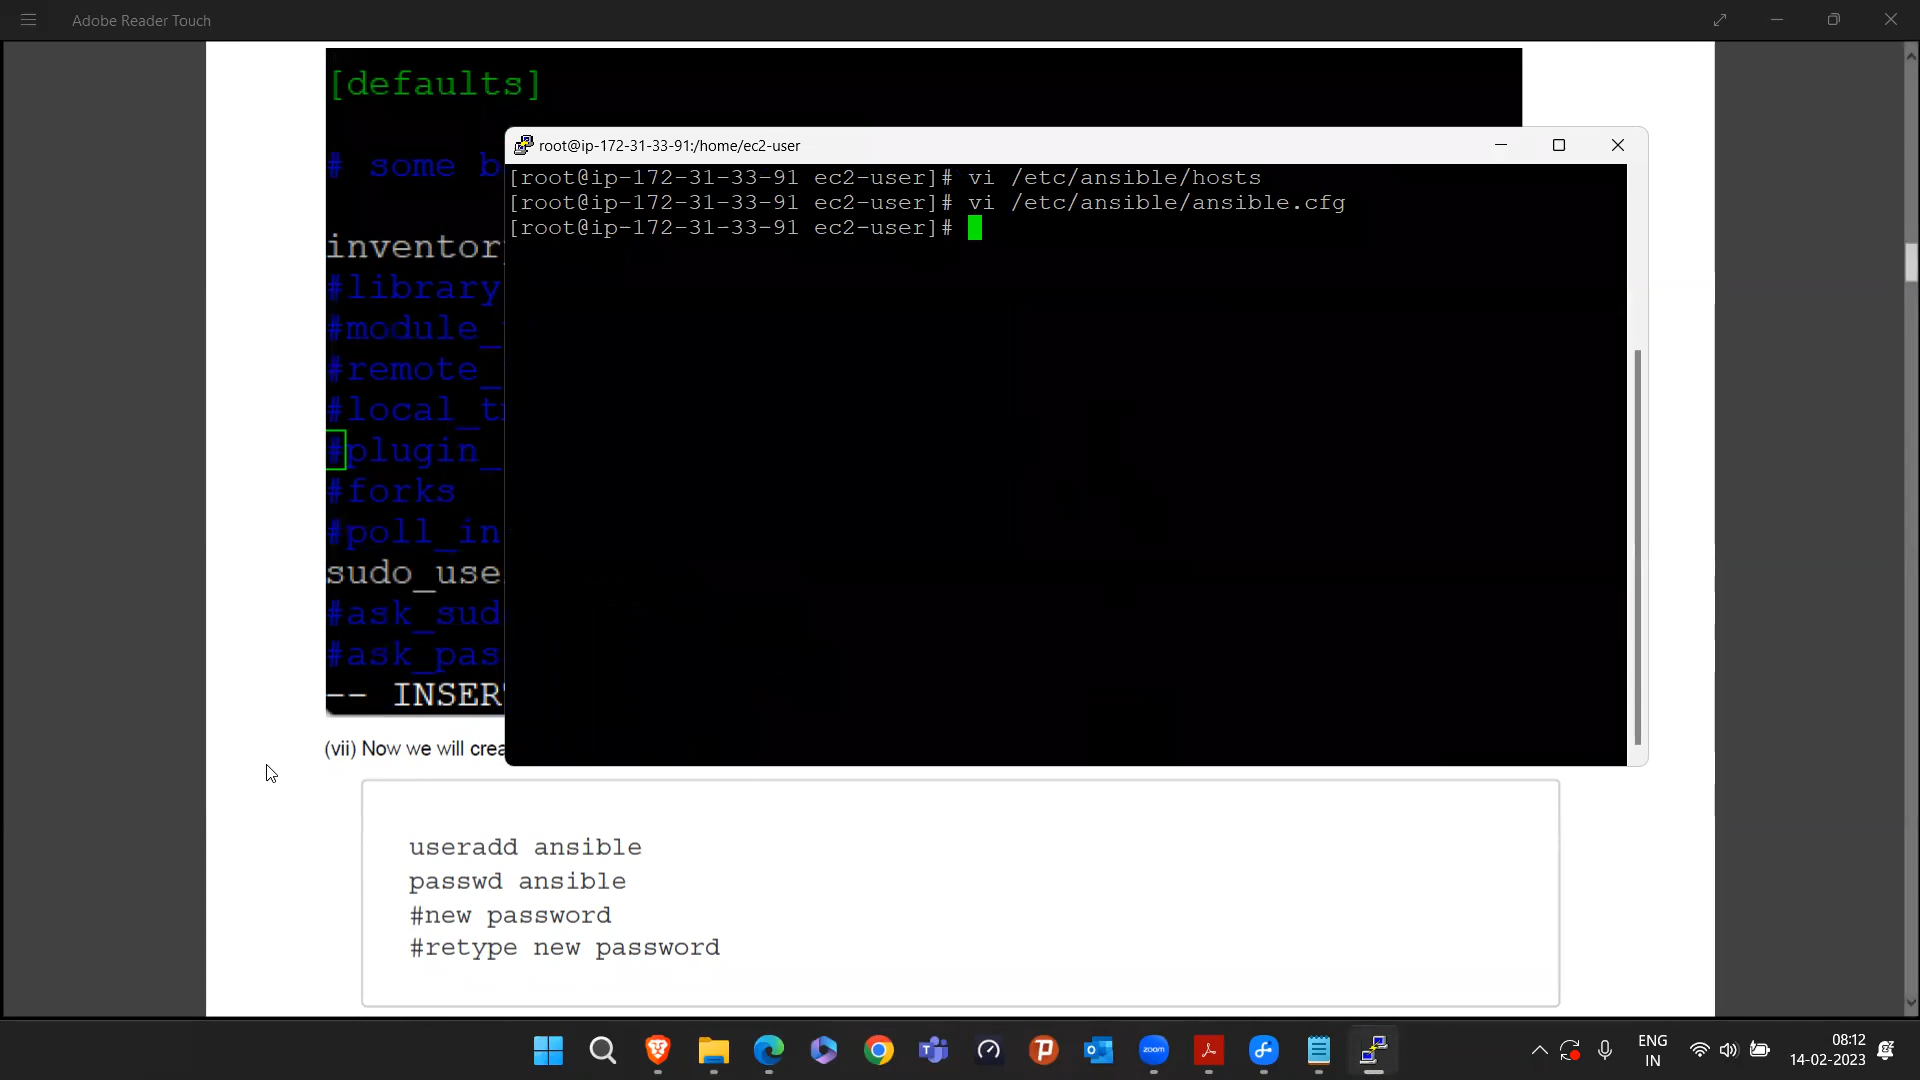 Adobe Reader Touch
[defaults]
# some b
inventor
#library
#module_
#remote_
#local_t
#plugin_
#forks
#poll_in
sudo_use
#ask_sud
#ask_pas
-- INSER
root@ip-172-31-33-91:/home/ec2-user
[root@ip-172-31-33-91 ec2-user]# vi /etc/ansible/hosts
[root@ip-172-31-33-91 ec2-user]# vi /etc/ansible/ansible.cfg
[root@ip-172-31-33-91 ec2-user]#
(vii) Now we will crea
useradd ansible
passwd ansible
#new password
#retype new password
zoom
ENG
IN
08:12
14-02-2023